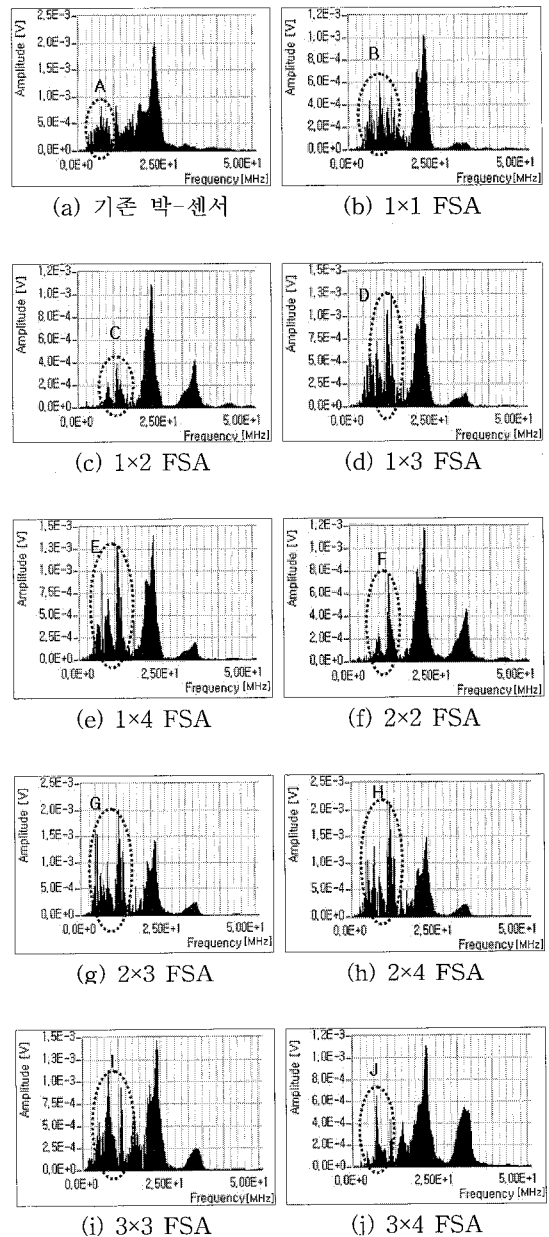 Amplitude [V]
2.5E-3
2.0E-3
1.5E-3
1.0E-3
5.0E-4
0.0E+0
A
0.0E+0 2.50E+1 5.00E+1
Frequency[MHz]
(a) 기존 박-센서
Amplitude [V]
1.2E-3
1.0E-3
8.0E-4
6.0E-4
4.0E-4
2.0E-4
0.0E+0
B
0.0E+0 2.50E+1 5.00E+1
Frequency[MHz]
(b) 1×1 FSA
Amplitude [V]
1.2E-3
1.0E-3
8.0E-4
6.0E-4
4.0E-4
2.0E-4
0.0E+0
C
0.0E+0 2.50E+1 5.00E+1
Frequency[MHz]
(c) 1×2 FSA
Amplitude [V]
1.5E-3
1.3E-3
1.0E-3
7.5E-4
5.0E-4
2.5E-4
0.0E+0
D
0.0E+0 2.50E+1 5.00E+1
Frequency[MHz]
(d) 1×3 FSA
Amplitude [V]
1.5E-3
1.3E-3
1.0E-3
7.5E-4
5.0E-4
2.5E-4
0.0E+0
E
0.0E+0 2.50E+1 5.00E+1
Frequency[MHz]
(e) 1×4 FSA
Amplitude [V]
1.2E-3
1.0E-3
8.0E-4
6.0E-4
4.0E-4
2.0E-4
0.0E+0
F
0.0E+0 2.50E+1 5.00E+1
Frequency[MHz]
(f) 2×2 FSA
Amplitude [V]
2.5E-3
2.0E-3
1.5E-3
1.0E-3
5.0E-4
0.0E+0
G
0.0E+0 2.50E+1 5.00E+1
Frequency[MHz]
(g) 2×3 FSA
Amplitude [V]
2.5E-3
2.0E-3
1.5E-3
1.0E-3
5.0E-4
0.0E+0
H
0.0E+0 2.50E+1 5.00E+1
Frequency[MHz]
(h) 2×4 FSA
Amplitude [V]
1.5E-3
1.3E-3
1.0E-3
7.5E-4
5.0E-4
2.5E-4
0.0E+0
I
0.0E+0 2.50E+1 5.00E+1
Frequency[MHz]
(i) 3×3 FSA
Amplitude [V]
1.2E-3
1.0E-3
8.0E-4
6.0E-4
4.0E-4
2.0E-4
0.0E+0
J
0.0E+0 2.50E+1 5.00E+1
Frequency[MHz]
(j) 3×4 FSA